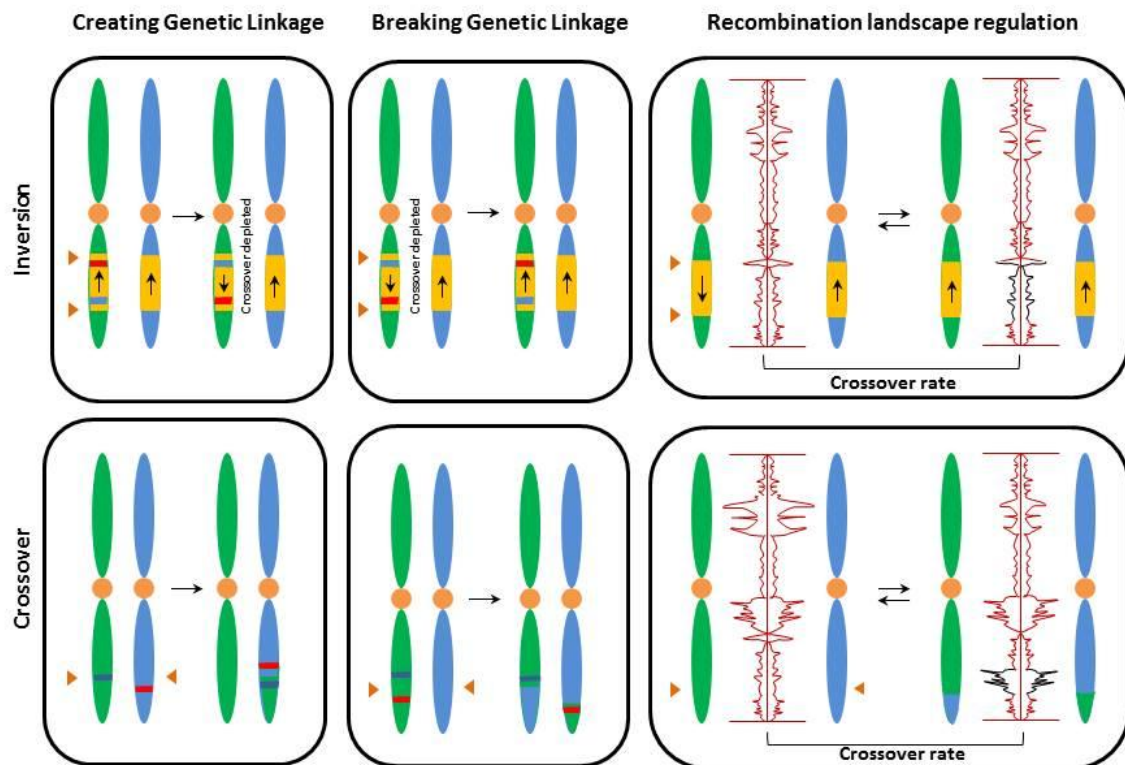 Creating Genetic Linkage
Breaking Genetic Linkage
Recombination landscape regulation
Inversion
Crossover depleted
Crossover depleted
Crossover rate
Crossover
Crossover rate